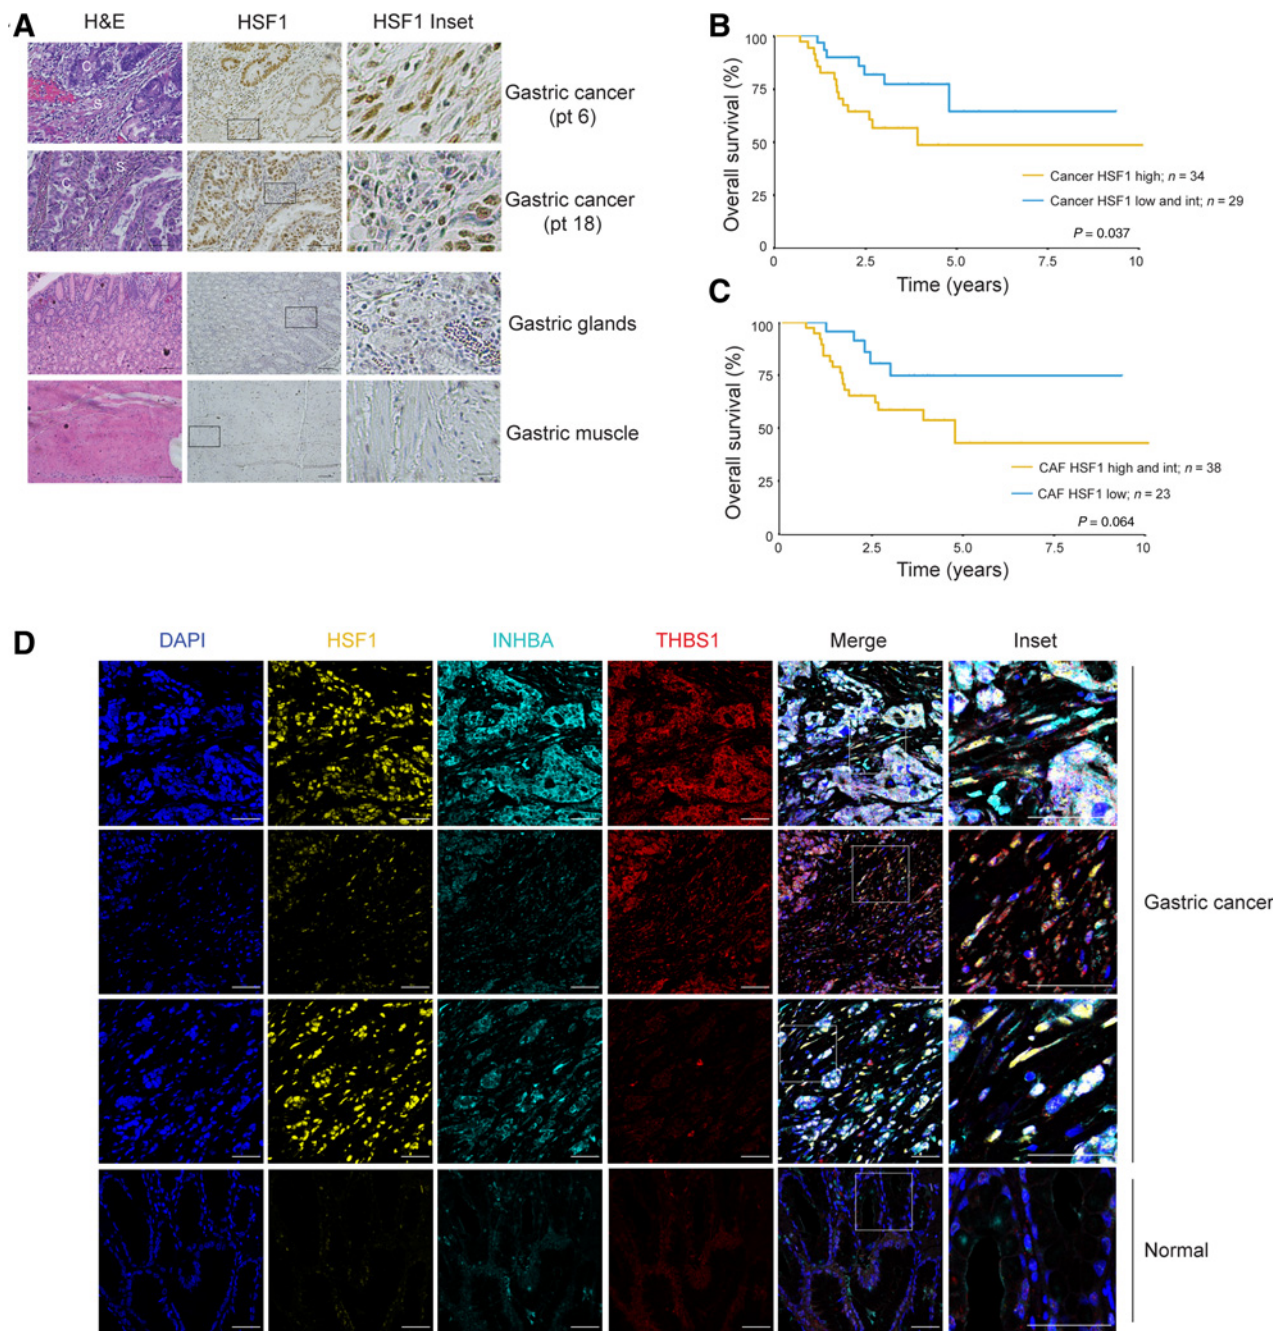 A
H&E
HSF1
HSF1 Inset
C
S
Gastric cancer
(pt 6)
S
C
Gastric cancer
(pt 18)
Gastric glands
Gastric muscle
B
Overall survival (%)
100
75
50
25
0
Cancer HSF1 high; n = 34
Cancer HSF1 low and int; n = 29
P = 0.037
0
2.5
5.0
7.5
10
Time (years)
C
Overall survival (%)
100
75
50
25
0
CAF HSF1 high and int; n = 38
CAF HSF1 low; n = 23
P = 0.064
0
2.5
5.0
7.5
10
Time (years)
D
DAPI
HSF1
INHBA
THBS1
Merge
Inset
Gastric cancer
Normal